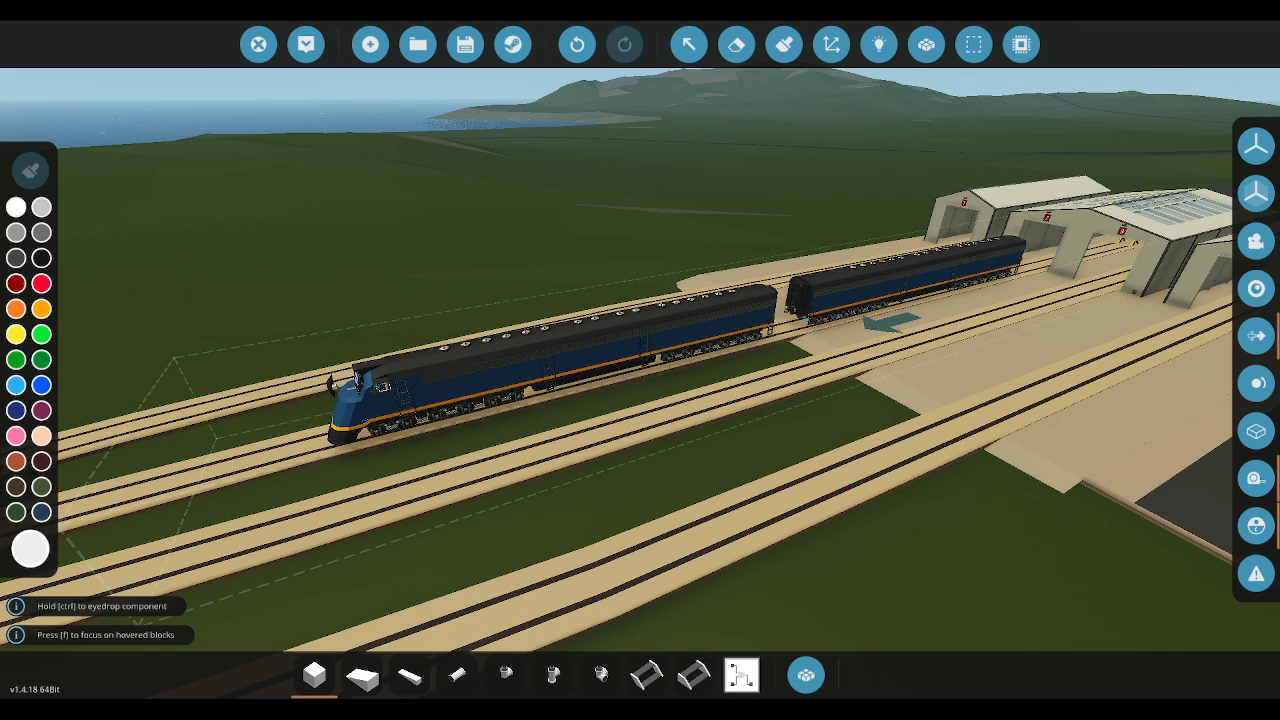 Hold [ctrl] to eyedrop component
Press [f] to focus on hovered blocks
v1.4.18 64Bit